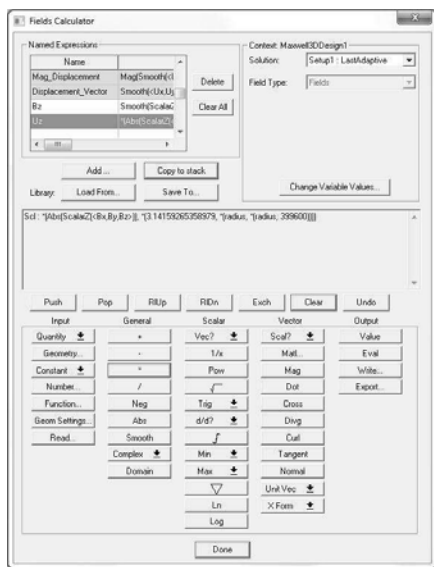 Fields Calculator
Named Expressions
Name
Mag_Displacement Mag(Smooth(<
Displacement_Vector Smooth(<Ux,Uy
Bz Smooth(ScalarZ
Uz *(Abs(ScalarZ(<
Delete
Clear All
Context: Maxwell3DDesign1
Solution: Setup1 : LastAdaptive
Field Type: Fields
Add ... Copy to stack
Library: Load From... Save To...
Change Variable Values...
Scl : *(Abs(ScalarZ(<Bx,By,Bz>)), *(3.14159265358979, *(radius, *(radius, 399600))))
Push Pop RlUp RlDn Exch Clear Undo
Input General Scalar Vector Output
Quantity + Vec? Scal? Value
Geometry... - 1/x Matl... Eval
Constant * Pow Mag Write...
Number... / √ Dot Export...
Function... Neg Trig Cross
Geom Settings... Abs d/d? Divg
Read... Smooth ∫ Curl
Complex Min Tangent
Domain Max Normal
▽ Unit Vec
Ln X Form
Log
Done